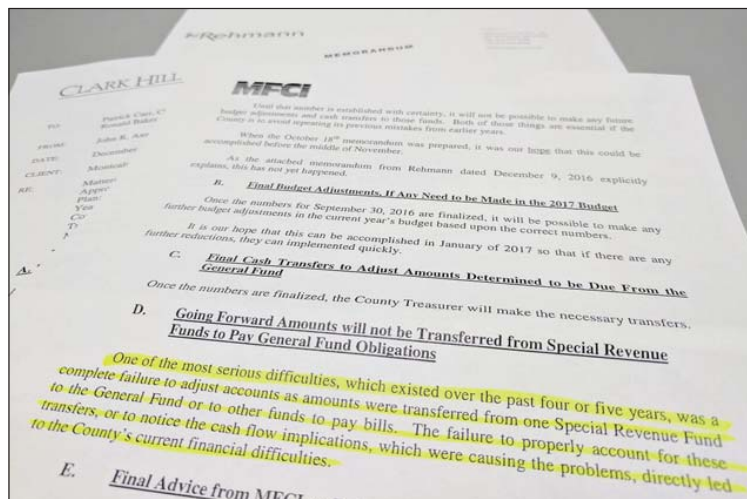 Rehmann
MEMORANDUM
CLARK HILL
TO:
FROM:
DATE: December
CLIENT:
RE:
A.
MFCI
Until that number is established with certainty, it will not be possible to make any future
budget adjustments and cash transfers to these funds. Both of those things are essential if the
County is to avoid repeating its previous mistakes from earlier years.
When the October 18th memorandum was prepared, it was our hope that this could be
accomplished before the middle of November.
As the attached memorandum from Rehmann dated December 9, 2016 explicitly
explains, this has not yet happened.
B. Final Budget Adjustments, If Any Need to be Made in the 2017 Budget
Once the numbers for September 30, 2016 are finalized, it will be possible to make any
further budget adjustments in the current year's budget based upon the correct numbers.
It is our hope that this can be accomplished in January of 2017 so that if there are any
further reductions, they can implemented quickly.
C. Final Cash Transfers to Adjust Amounts Determined to be Due From the
General Fund
Once the numbers are finalized, the County Treasurer will make the necessary transfers.
D. Going Forward Amounts will not be Transferred from Special Revenue
Funds to Pay General Fund Obligations
One of the most serious difficulties, which existed over the past four or five years, was a
complete failure to adjust accounts as amounts were transferred from one Special Revenue Fund
to the General Fund or to other funds to pay bills. The failure to properly account for these
transfers, or to notice the cash flow implications, which were causing the problems, directly led
to the County's current financial difficulties.
E. Final Advice from MFCI